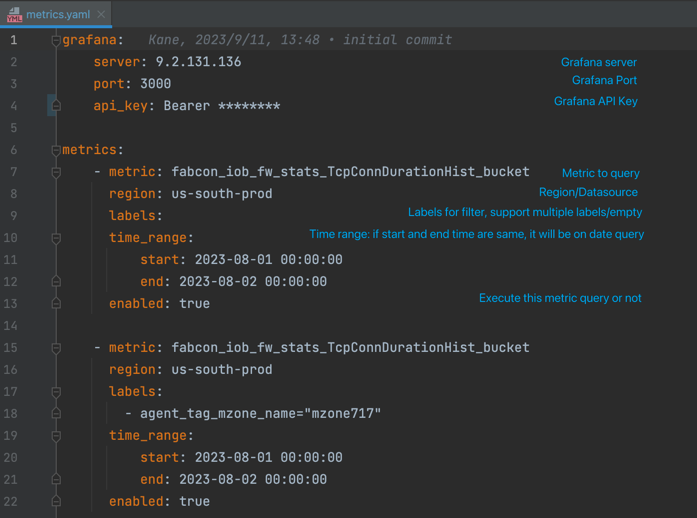 YML metrics.yaml ×
1 grafana: Kane, 2023/9/11, 13:48 • initial commit
2 server: 9.2.131.136 Grafana server
3 port: 3000 Grafana Port
4 api_key: Bearer ******** Grafana API Key
5
6 metrics:
7 - metric: fabcon_iob_fw_stats_TcpConnDurationHist_bucket Metric to query
8 region: us-south-prod Region/Datasource
9 labels: Labels for filter, support multiple labels/empty
10 time_range: Time range: if start and end time are same, it will be on date query
11 start: 2023-08-01 00:00:00
12 end: 2023-08-02 00:00:00
13 enabled: true Execute this metric query or not
14
15 - metric: fabcon_iob_fw_stats_TcpConnDurationHist_bucket
16 region: us-south-prod
17 labels:
18 - agent_tag_mzone_name="mzone717"
19 time_range:
20 start: 2023-08-01 00:00:00
21 end: 2023-08-02 00:00:00
22 enabled: true